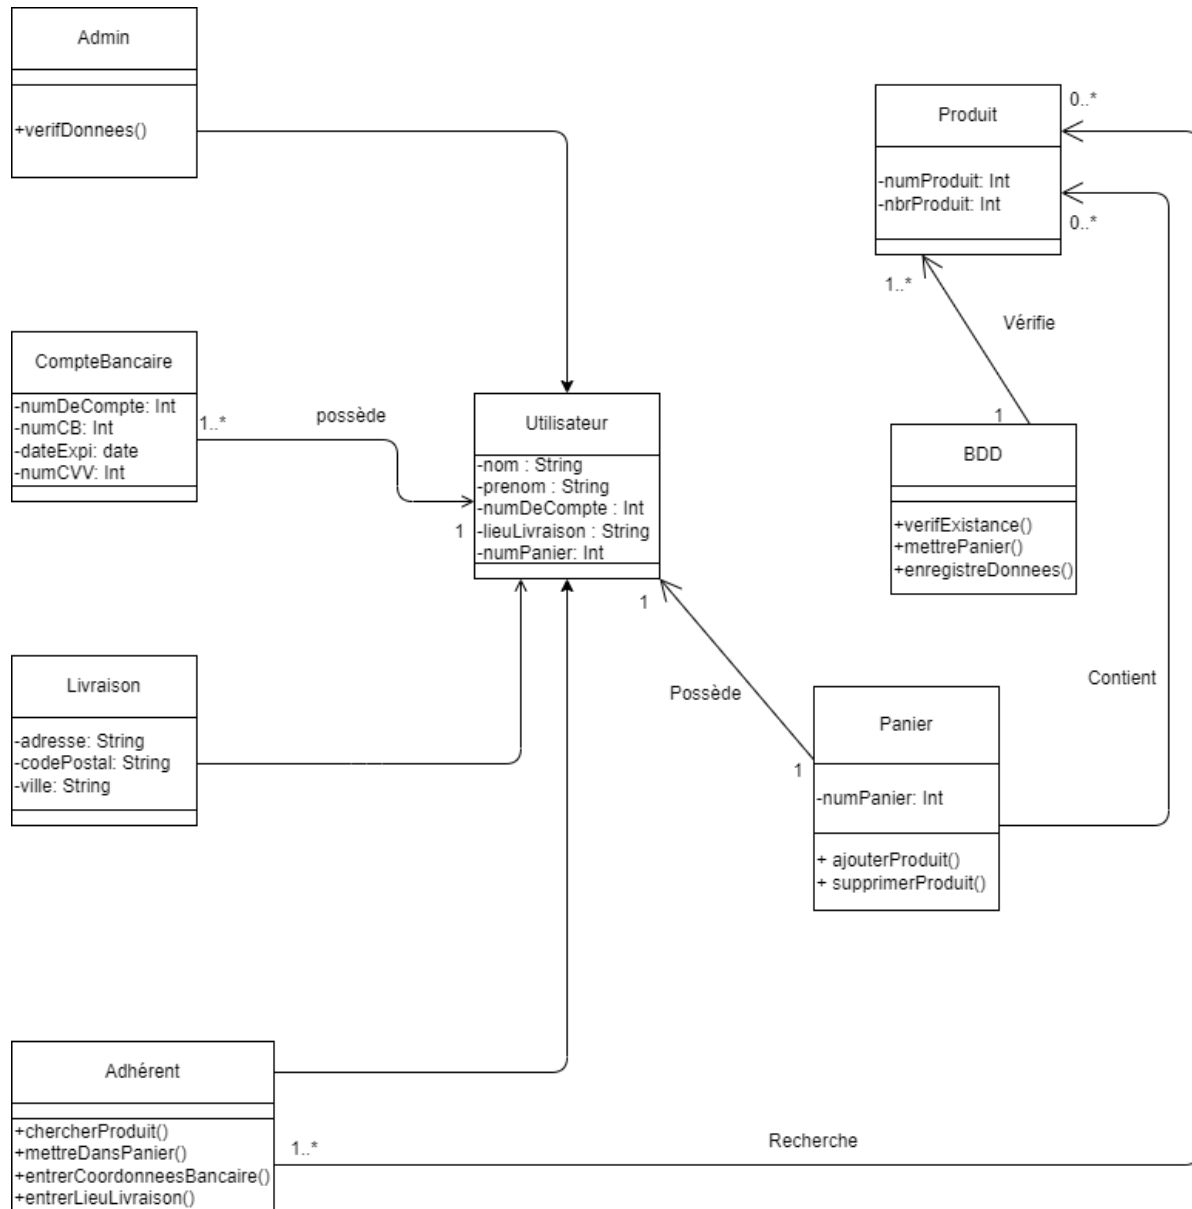 Admin
+verifDonnees()
Produit
0..*
-numProduit: Int
-nbrProduit: Int
0..*
1..*
Vérifie
CompteBancaire
-numDeCompte: Int
-numCB: Int
-dateExpi: date
-numCVV: Int
1..*
possède
1
Utilisateur
-nom : String
-prenom : String
-numDeCompte : Int
-lieuLivraison : String
-numPanier: Int
1
BDD
+verifExistance()
+mettrePanier()
+enregistreDonnees()
1
Possède
1
Contient
Livraison
-adresse: String
-codePostal: String
-ville: String
Panier
-numPanier: Int
+ ajouterProduit()
+ supprimerProduit()
Adhérent
+chercherProduit()
+mettreDansPanier()
+entrerCoordonneesBancaire()
+entrerLieuLivraison()
1..*
Recherche